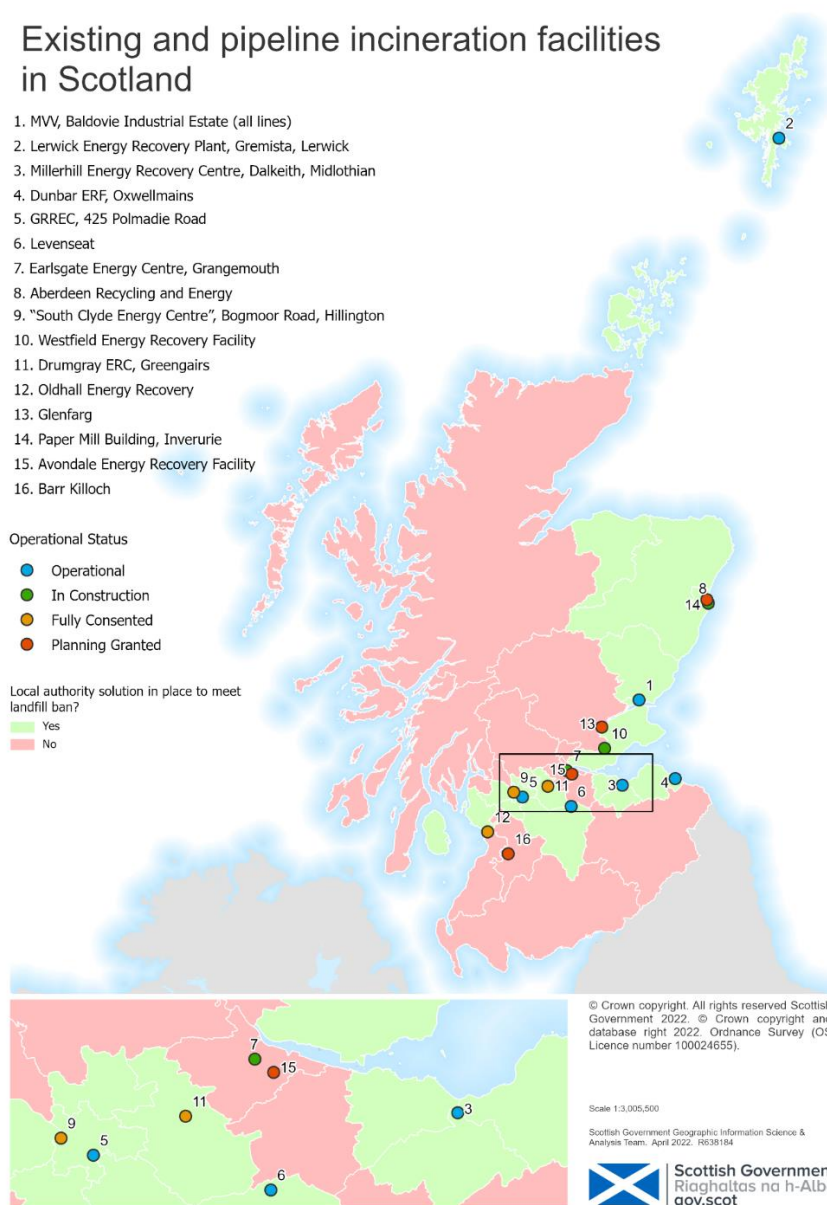 Existing and pipeline incineration facilities
in Scotland
1. MVV, Baldovie Industrial Estate (all lines)
2. Lerwick Energy Recovery Plant, Gremista, Lerwick
3. Millerhill Energy Recovery Centre, Dalkeith, Midlothian
4. Dunbar ERF, Oxwellmains
5. GRREC, 425 Polmadie Road
6. Levenseat
7. Earlsgate Energy Centre, Grangemouth
8. Aberdeen Recycling and Energy
9. “South Clyde Energy Centre”, Bogmoor Road, Hillington
10. Westfield Energy Recovery Facility
11. Drumgray ERC, Greengairs
12. Oldhall Energy Recovery
13. Glenfarg
14. Paper Mill Building, Inverurie
15. Avondale Energy Recovery Facility
16. Barr Killoch
Operational Status
Operational
In Construction
Fully Consented
Planning Granted
Local authority solution in place to meet
landfill ban?
Yes
No
2
8
14
1
13
10
7
15
9
5
11
6
3
4
12
16
7
15
11
3
9
5
6
© Crown copyright. All rights reserved Scottish
Government 2022. © Crown copyright and
database right 2022. Ordnance Survey (OS
Licence number 100024655).
Scale 1:3,005,500
Scottish Government Geographic Information Science &
Analysis Team. April 2022. R638184
Scottish Governmen
Riaghaltas na h-Alb
gov.scot